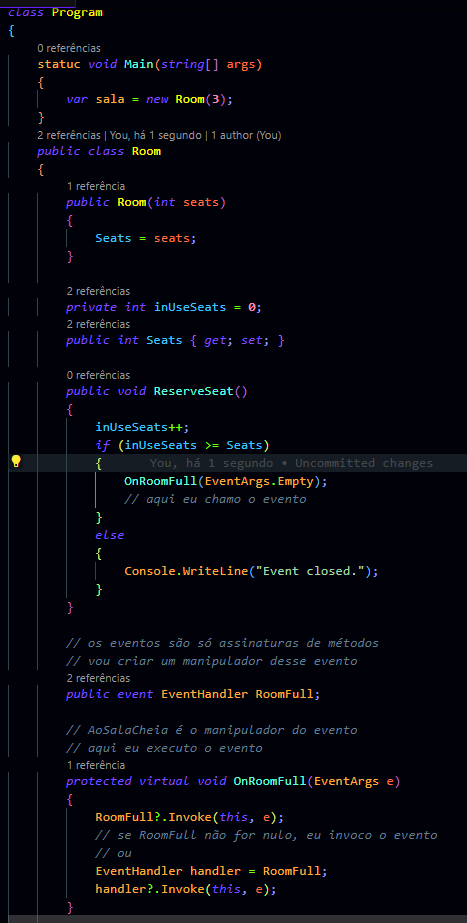 class Program
{
0 referências
statuc void Main(string[] args)
{
var sala = new Room(3);
}
2 referências | You, há 1 segundo | 1 author (You)
public class Room
{
1 referência
public Room(int seats)
{
Seats = seats;
}
2 referências
private int inUseSeats = 0;
2 referências
public int Seats { get; set; }
0 referências
public void ReserveSeat()
{
inUseSeats++;
if (inUseSeats >= Seats)
{ You, há 1 segundo • Uncommitted changes
OnRoomFull(EventArgs.Empty);
// aqui eu chamo o evento
}
else
{
Console.WriteLine("Event closed.");
}
}
// os eventos são só assinaturas de métodos
// vou criar um manipulador desse evento
2 referências
public event EventHandler RoomFull;
// AoSalaCheia é o manipulador do evento
// aqui eu executo o evento
1 referência
protected virtual void OnRoomFull(EventArgs e)
{
RoomFull?.Invoke(this, e);
// se RoomFull não for nulo, eu invoco o evento
// ou
EventHandler handler = RoomFull;
handler?.Invoke(this, e);
}